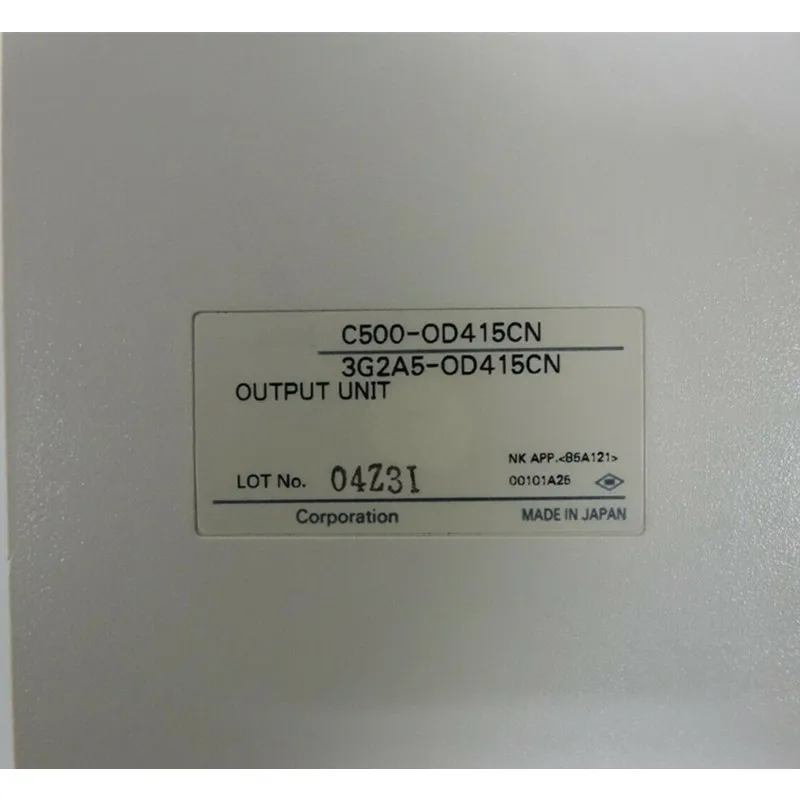 C500-OD415CN
3G2A5-OD415CN
OUTPUT UNIT
NK APP.<85A121>
LOT No. 04Z3I 00101A25
Corporation MADE IN JAPAN